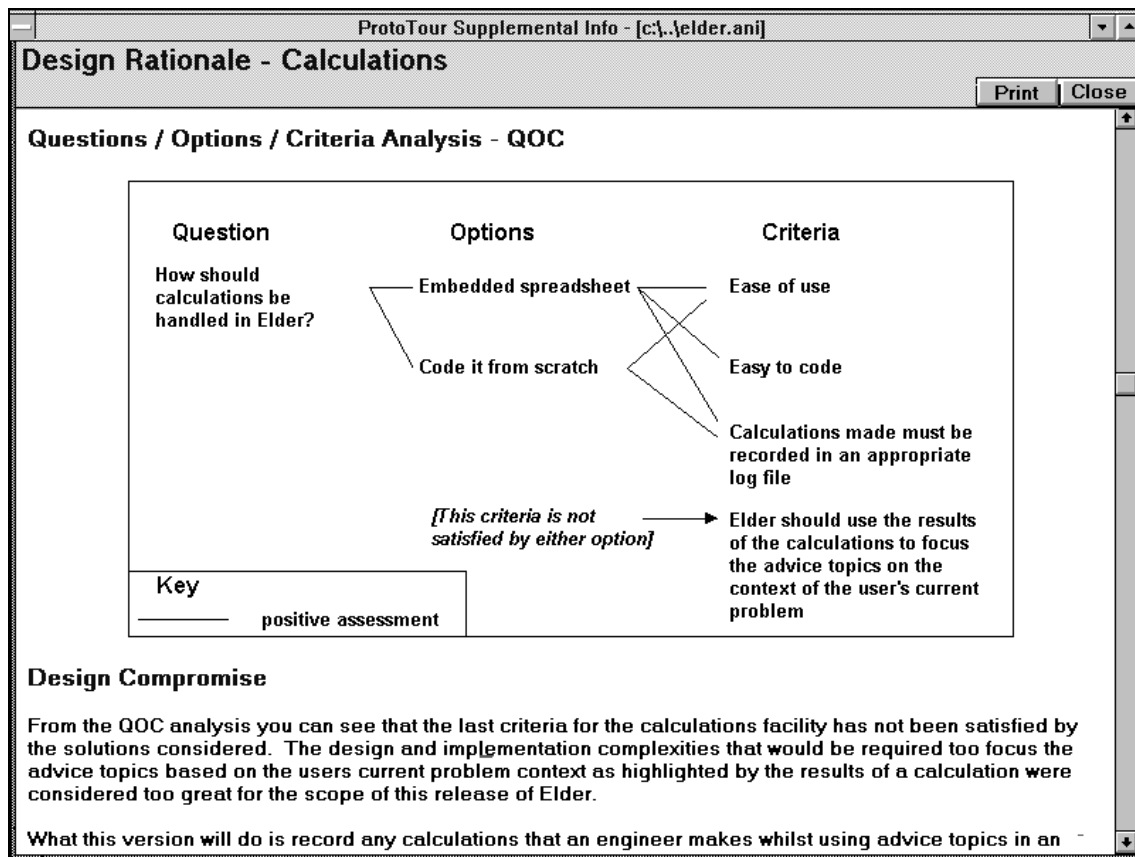 ProtoTour Supplemental Info - [c:\..\elder.ani]
Design Rationale - Calculations
Print Close
Questions / Options / Criteria Analysis - QOC
Question Options Criteria
How should
calculations be
handled in Elder?
Embedded spreadsheet
Ease of use
Code it from scratch
Easy to code
Calculations made must be
recorded in an appropriate
log file
[This criteria is not
satisfied by either option]
Elder should use the results
of the calculations to focus
the advice topics on the
context of the user's current
problem
Key
positive assessment
Design Compromise
From the QOC analysis you can see that the last criteria for the calculations facility has not been satisfied by
the solutions considered. The design and implementation complexities that would be required too focus the
advice topics based on the users current problem context as highlighted by the results of a calculation were
considered too great for the scope of this release of Elder.
What this version will do is record any calculations that an engineer makes whilst using advice topics in an